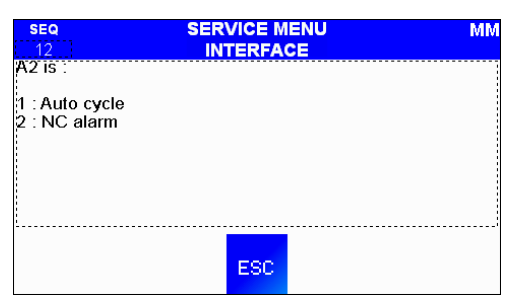 SEQ SERVICE MENU MM
12 INTERFACE
A2 is :
1 : Auto cycle
2 : NC alarm
ESC